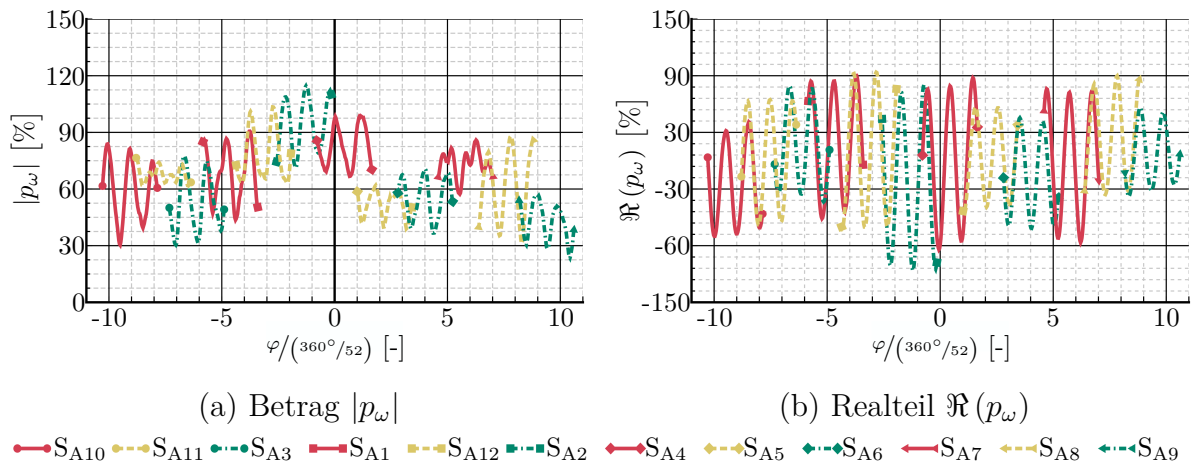 150
120
90
60
30
0
|p_ω| [%]
-10 -5 0 5 10
φ/(360°/52) [-]
(a) Betrag |p_ω|
150
90
30
-30
-60
-150
ℜ(p_ω) [%]
-10 -5 0 5 10
φ/(360°/52) [-]
(b) Realteil ℜ(p_ω)
S_A10 S_A11 S_A3 S_A1 S_A12 S_A2 S_A4 S_A5 S_A6 S_A7 S_A8 S_A9